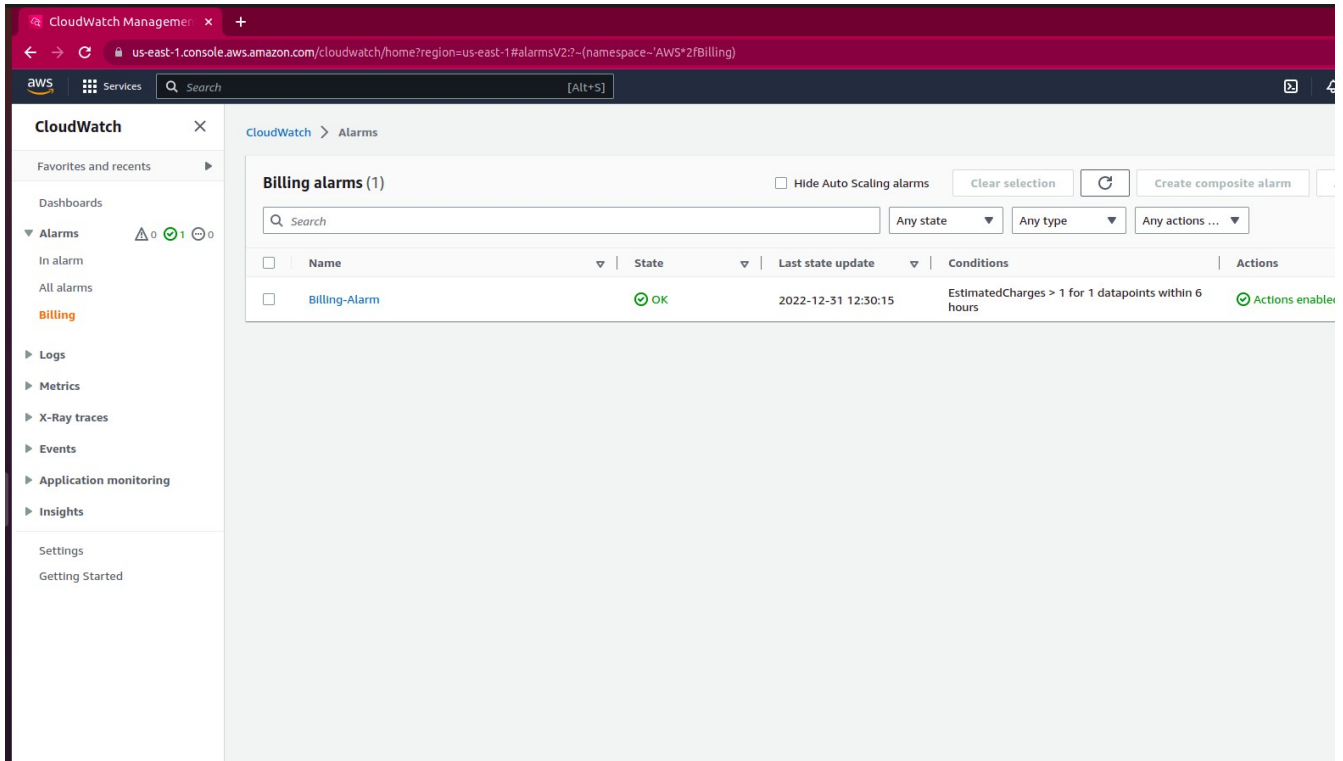 CloudWatch Managemen
us-east-1.console.aws.amazon.com/cloudwatch/home?region=us-east-1#alarmsV2:?~(namespace~'AWS*2fBilling)
aws Services Search [Alt+S]
CloudWatch
Favorites and recents
Dashboards
Alarms 0 1 0
In alarm
All alarms
Billing
Logs
Metrics
X-Ray traces
Events
Application monitoring
Insights
Settings
Getting Started
CloudWatch > Alarms
Billing alarms (1) Hide Auto Scaling alarms Clear selection Create composite alarm
Search Any state Any type Any actions ...
Name State Last state update Conditions Actions
Billing-Alarm OK 2022-12-31 12:30:15 EstimatedCharges > 1 for 1 datapoints within 6 Actions enabled
hours